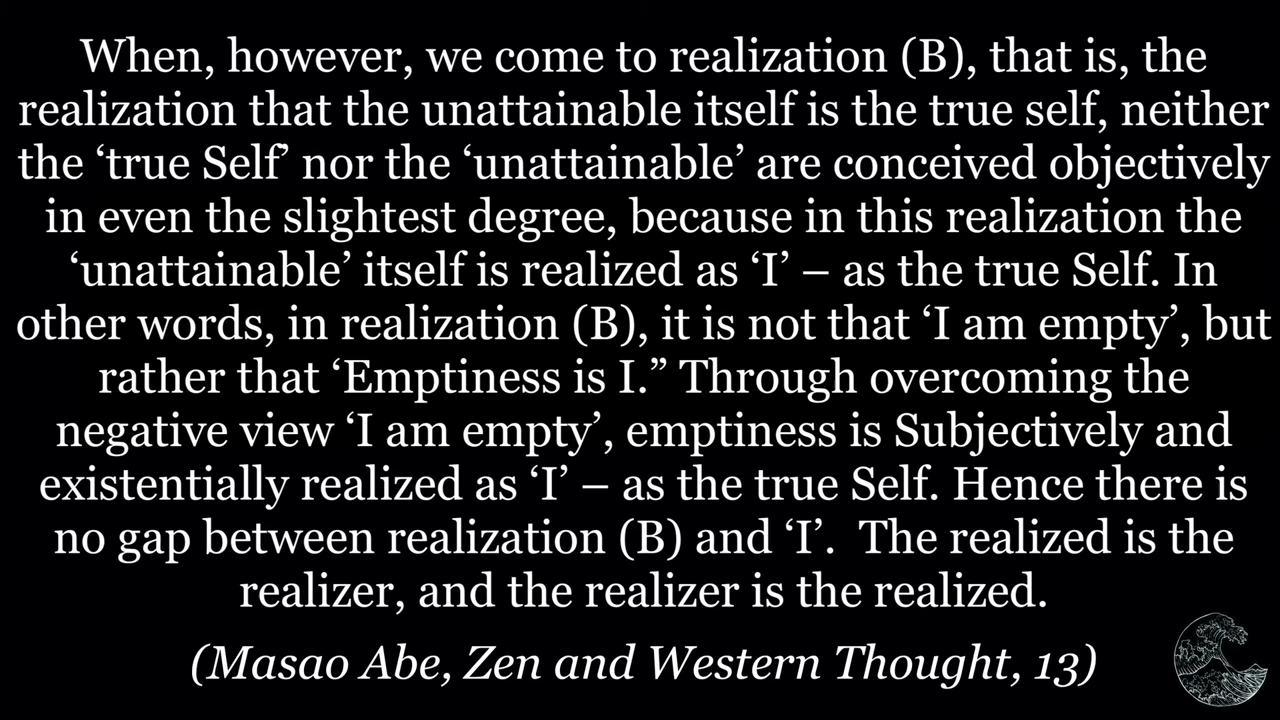 When, however, we come to realization (B), that is, the
realization that the unattainable itself is the true self, neither
the ‘true Self’ nor the ‘unattainable’ are conceived objectively
in even the slightest degree, because in this realization the
‘unattainable’ itself is realized as ‘I’ – as the true Self. In
other words, in realization (B), it is not that ‘I am empty’, but
rather that ‘Emptiness is I.” Through overcoming the
negative view ‘I am empty’, emptiness is Subjectively and
existentially realized as ‘I’ – as the true Self. Hence there is
no gap between realization (B) and ‘I’.  The realized is the
realizer, and the realizer is the realized.
(Masao Abe, Zen and Western Thought, 13)